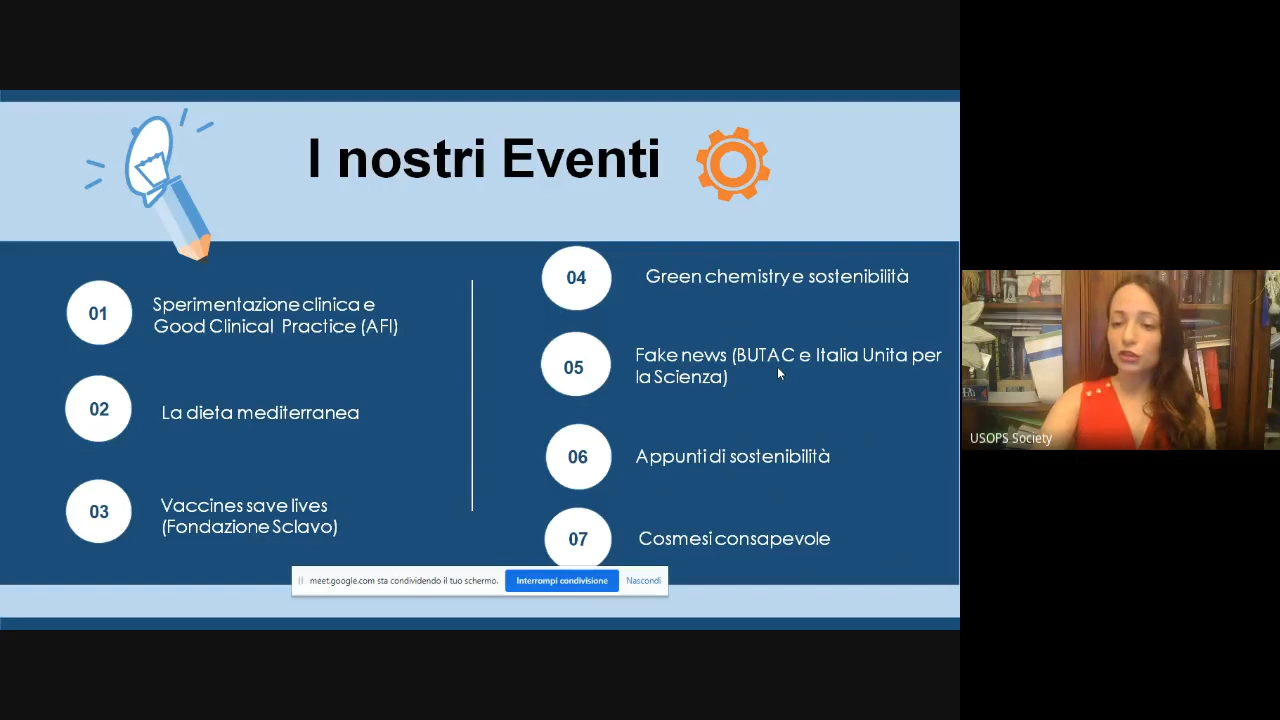 I nostri Eventi
01
Sperimentazione clinica e
Good Clinical Practice (AFI)
02
La dieta mediterranea
03
Vaccines save lives
(Fondazione Sclavo)
04
Green chemistry e sostenibilità
05
Fake news (BUTAC e Italia Unita per
la Scienza)
06
Appunti di sostenibilità
07
Cosmesi consapevole
meet.google.com sta condividendo il tuo schermo.
Interrompi condivisione
Nascondi
USOPS Society